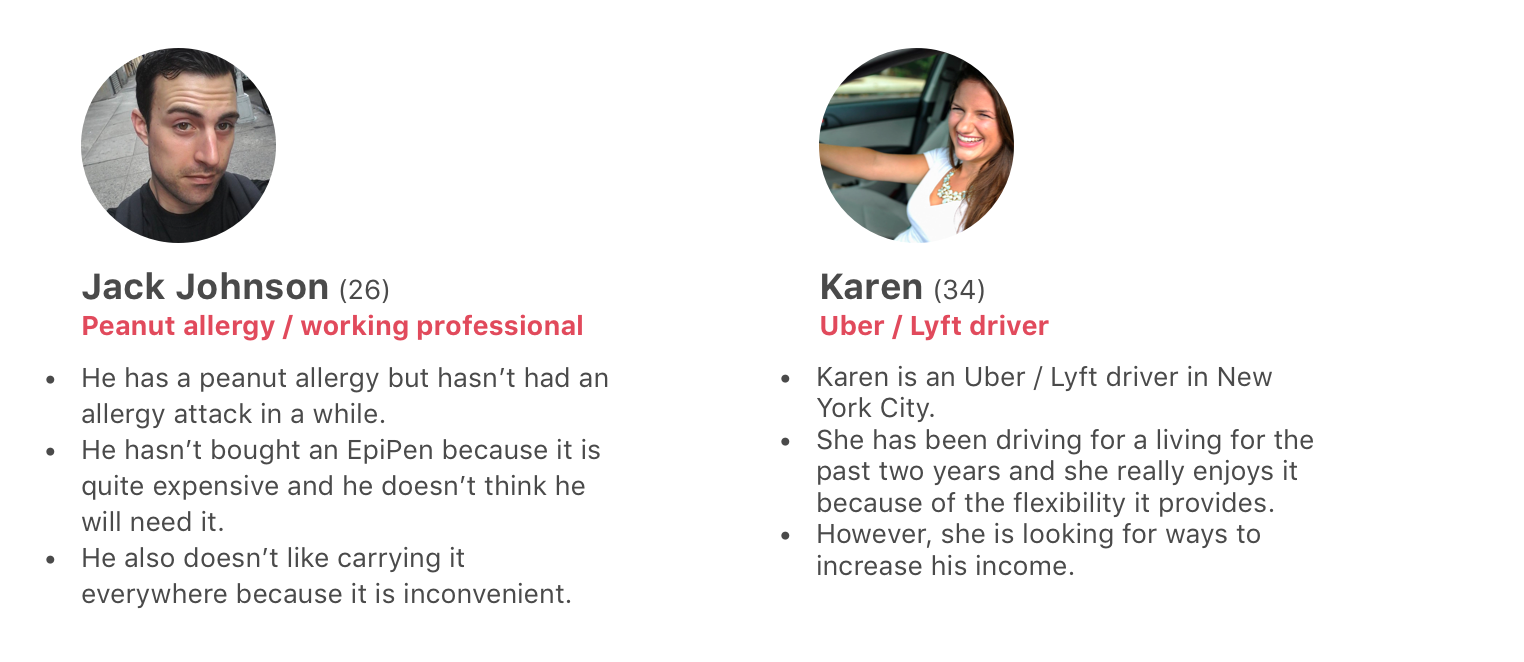 Jack Johnson (26)
Peanut allergy / working professional
• He has a peanut allergy but hasn’t had an
allergy attack in a while.
• He hasn’t bought an EpiPen because it is
quite expensive and he doesn’t think he
will need it.
• He also doesn’t like carrying it
everywhere because it is inconvenient.
Karen (34)
Uber / Lyft driver
• Karen is an Uber / Lyft driver in New
York City.
• She has been driving for a living for the
past two years and she really enjoys it
because of the flexibility it provides.
• However, she is looking for ways to
increase his income.